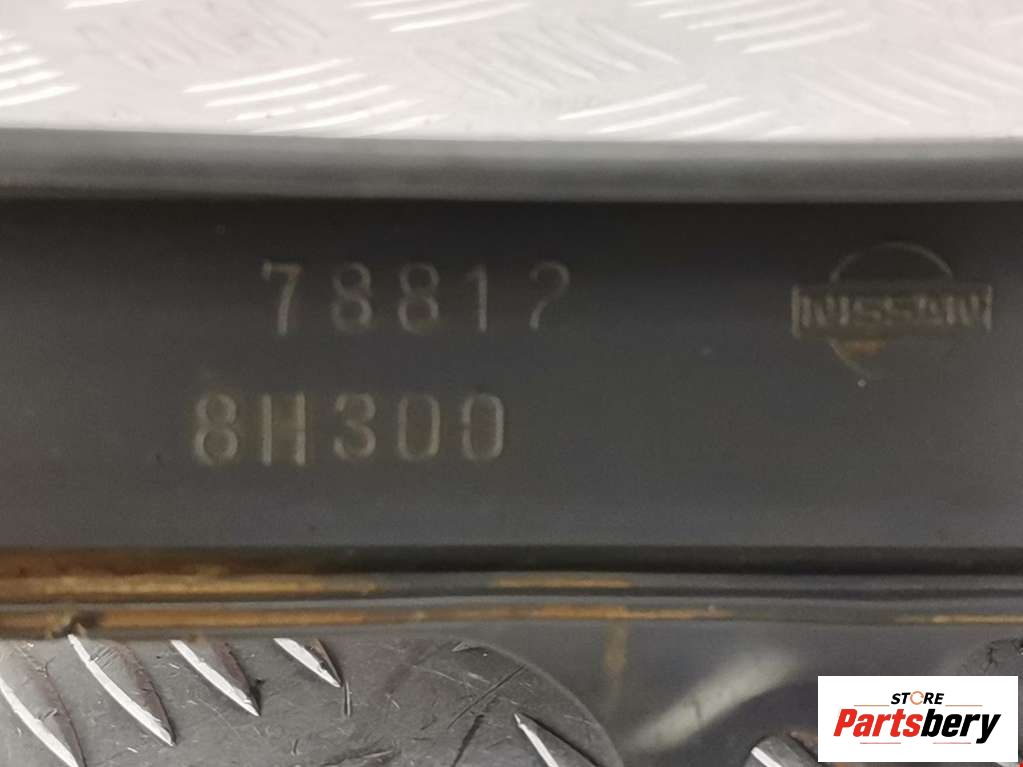 78812
NISSAN
8H300
STORE
Partsbery